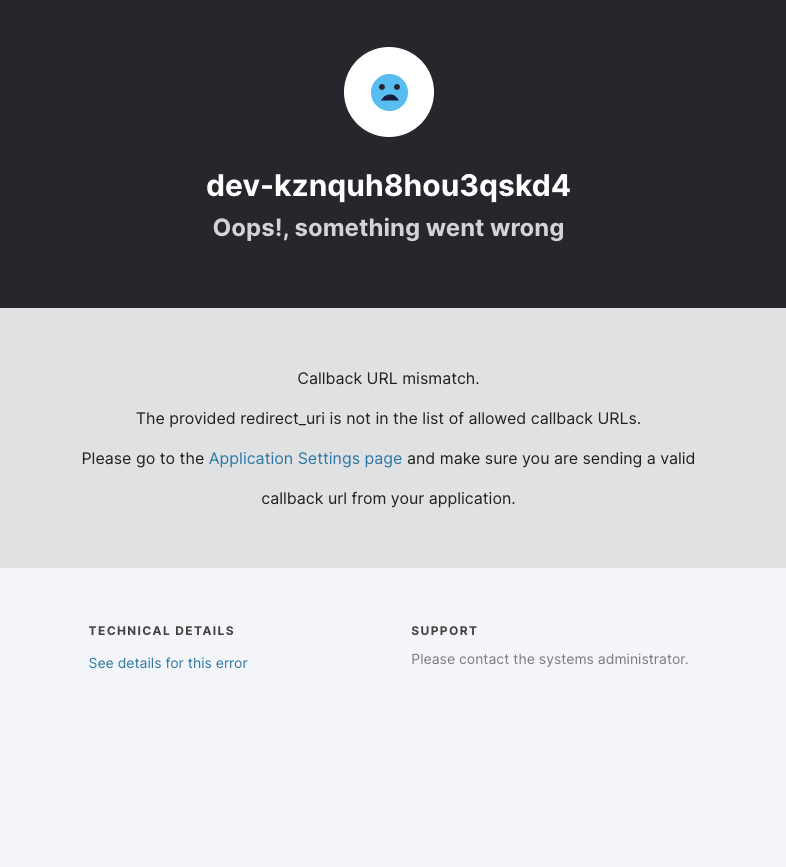 dev-kznquh8hou3qskd4
Oops!, something went wrong
Callback URL mismatch.
The provided redirect_uri is not in the list of allowed callback URLs.
Please go to the Application Settings page and make sure you are sending a valid
callback url from your application.
TECHNICAL DETAILS
See details for this error
SUPPORT
Please contact the systems administrator.